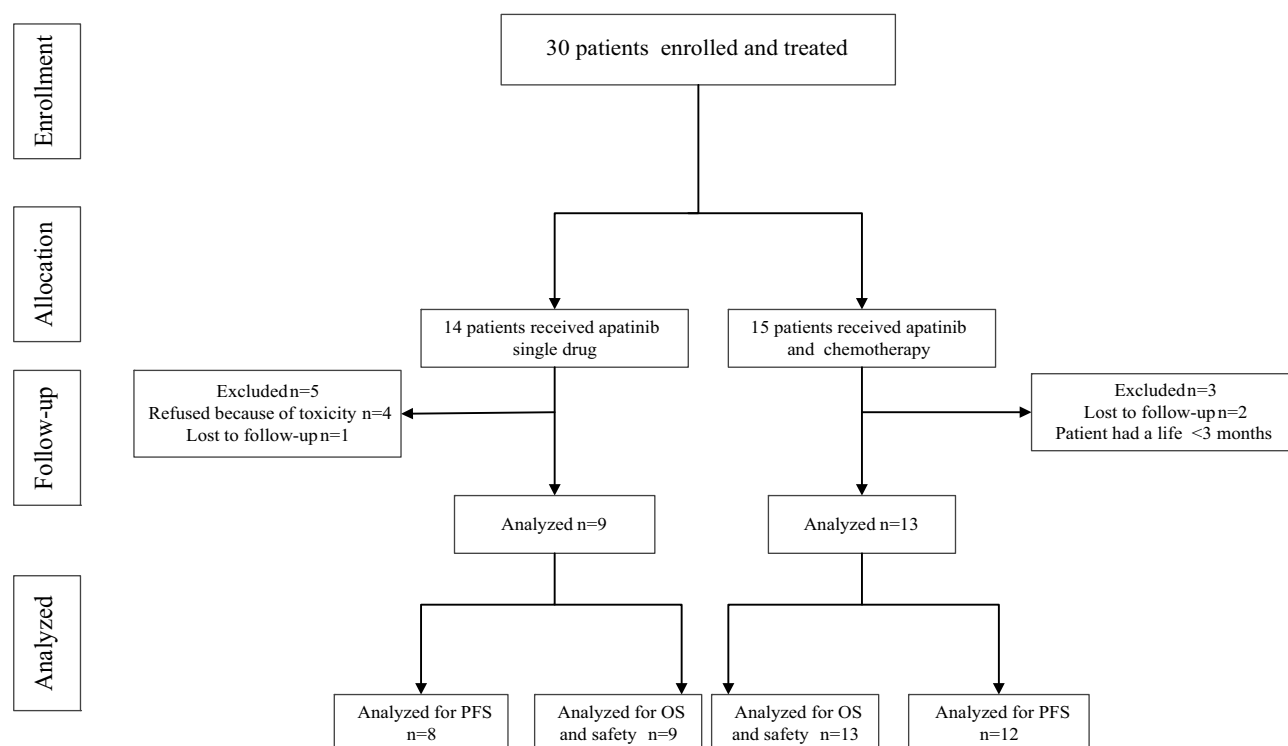 Enrollment
30 patients enrolled and treated
Allocation
14 patients received apatinib
single drug
15 patients received apatinib
and chemotherapy
Follow-up
Excluded n=5
Refused because of toxicity n=4
Lost to follow-up n=1
Excluded n=3
Lost to follow-up n=2
Patient had a life <3 months
Analyzed n=9
Analyzed n=13
Analyzed
Analyzed for PFS
n=8
Analyzed for OS
and safety n=9
Analyzed for OS
and safety n=13
Analyzed for PFS
n=12